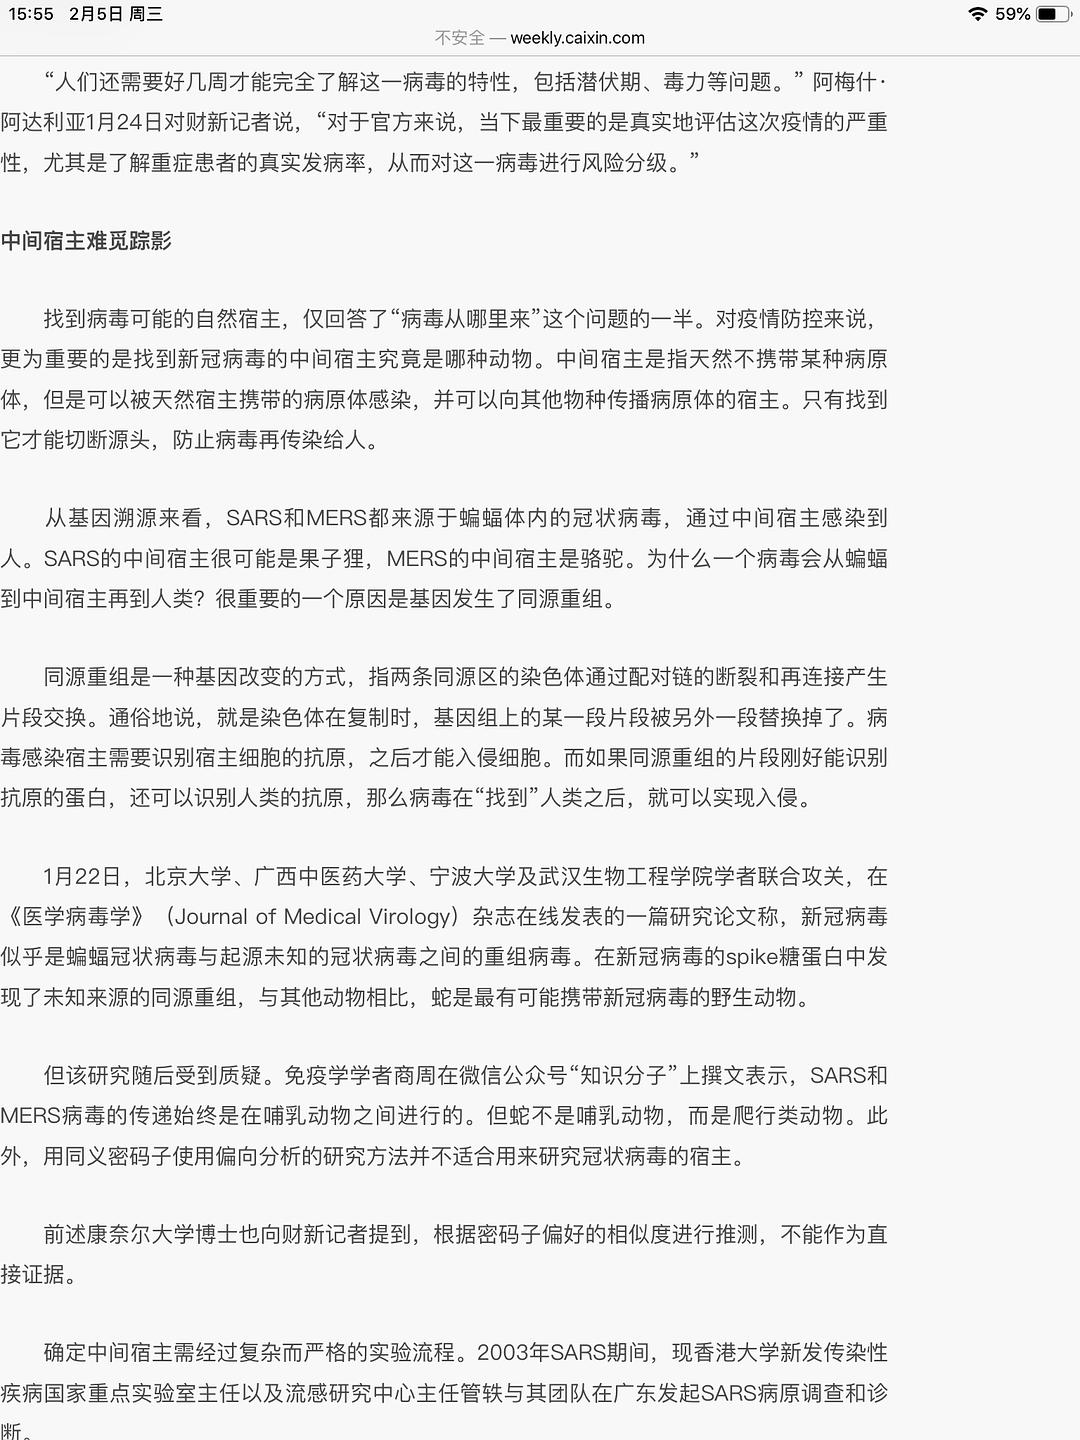 15:55 2月5日 周三 59%
不安全 — weekly.caixin.com
“人们还需要好几周才能完全了解这一病毒的特性，包括潜伏期、毒力等问题。” 阿梅什·
阿达利亚1月24日对财新记者说，“对于官方来说，当下最重要的是真实地评估这次疫情的严重
性，尤其是了解重症患者的真实发病率，从而对这一病毒进行风险分级。”
中间宿主难觅踪影
找到病毒可能的自然宿主，仅回答了“病毒从哪里来”这个问题的一半。对疫情防控来说，
更为重要的是找到新冠病毒的中间宿主究竟是哪种动物。中间宿主是指天然不携带某种病原
体，但是可以被天然宿主携带的病原体感染，并可以向其他物种传播病原体的宿主。只有找到
它才能切断源头，防止病毒再传染给人。
从基因溯源来看，SARS和MERS都来源于蝙蝠体内的冠状病毒，通过中间宿主感染到
人。SARS的中间宿主很可能是果子狸，MERS的中间宿主是骆驼。为什么一个病毒会从蝙蝠
到中间宿主再到人类？很重要的一个原因是基因发生了同源重组。
同源重组是一种基因改变的方式，指两条同源区的染色体通过配对链的断裂和再连接产生
片段交换。通俗地说，就是染色体在复制时，基因组上的某一段片段被另外一段替换掉了。病
毒感染宿主需要识别宿主细胞的抗原，之后才能入侵细胞。而如果同源重组的片段刚好能识别
抗原的蛋白，还可以识别人类的抗原，那么病毒在“找到”人类之后，就可以实现入侵。
1月22日，北京大学、广西中医药大学、宁波大学及武汉生物工程学院学者联合攻关，在
《医学病毒学》（Journal of Medical Virology）杂志在线发表的一篇研究论文称，新冠病毒
似乎是蝙蝠冠状病毒与起源未知的冠状病毒之间的重组病毒。在新冠病毒的spike糖蛋白中发
现了未知来源的同源重组，与其他动物相比，蛇是最有可能携带新冠病毒的野生动物。
但该研究随后受到质疑。免疫学学者商周在微信公众号“知识分子”上撰文表示，SARS和
MERS病毒的传递始终是在哺乳动物之间进行的。但蛇不是哺乳动物，而是爬行类动物。此
外，用同义密码子使用偏向分析的研究方法并不适合用来研究冠状病毒的宿主。
前述康奈尔大学博士也向财新记者提到，根据密码子偏好的相似度进行推测，不能作为直
接证据。
确定中间宿主需经过复杂而严格的实验流程。2003年SARS期间，现香港大学新发传染性
疾病国家重点实验室主任以及流感研究中心主任管轶与其团队在广东发起SARS病原调查和诊
断。